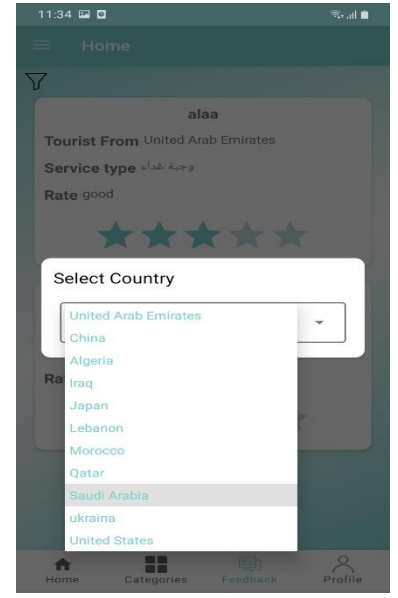 11:34
Home
alaa
Tourist From United Arab Emirates
Service type وجبة غداء
Rate good
Select Country
United Arab Emirates
China
Algeria
Ra
Iraq
Japan
Lebanon
Morocco
Qatar
Saudi Arabia
ukraina
United States
Home Categories Feedback Profile